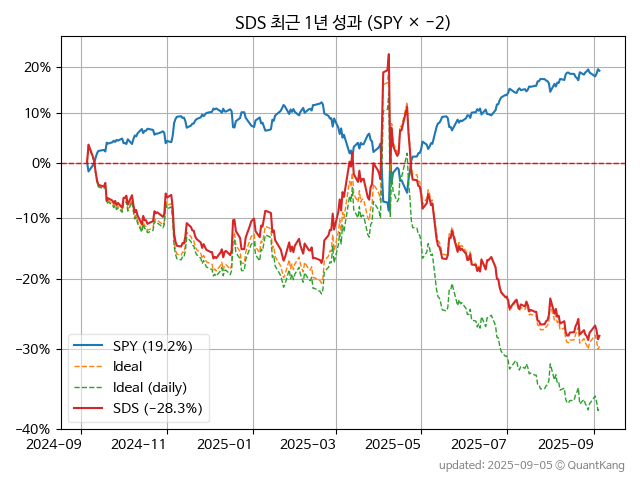 SDS 최근 1년 성과 (SPY × −2)
20%
10%
0%
−10%
−20%
−30%
−40%
SPY (19.2%)
Ideal
Ideal (daily)
SDS (−28.3%)
2024−09
2024−11
2025−01
2025−03
2025−05
2025−07
2025−09
updated: 2025−09−05 © QuantKang